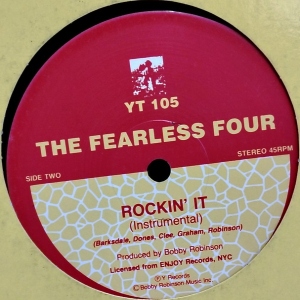 YT 105
THE FEARLESS FOUR
SIDE TWO
STEREO 45RPM
ROCKIN' IT
(Instrumental)
(Barksdale, Donas, Clee, Graham, Robinson)
Produced by Bobby Robinson
Licensed from ENJOY Records, NYC
Ⓟ Y Records
© Bobby Robinson Music Inc.